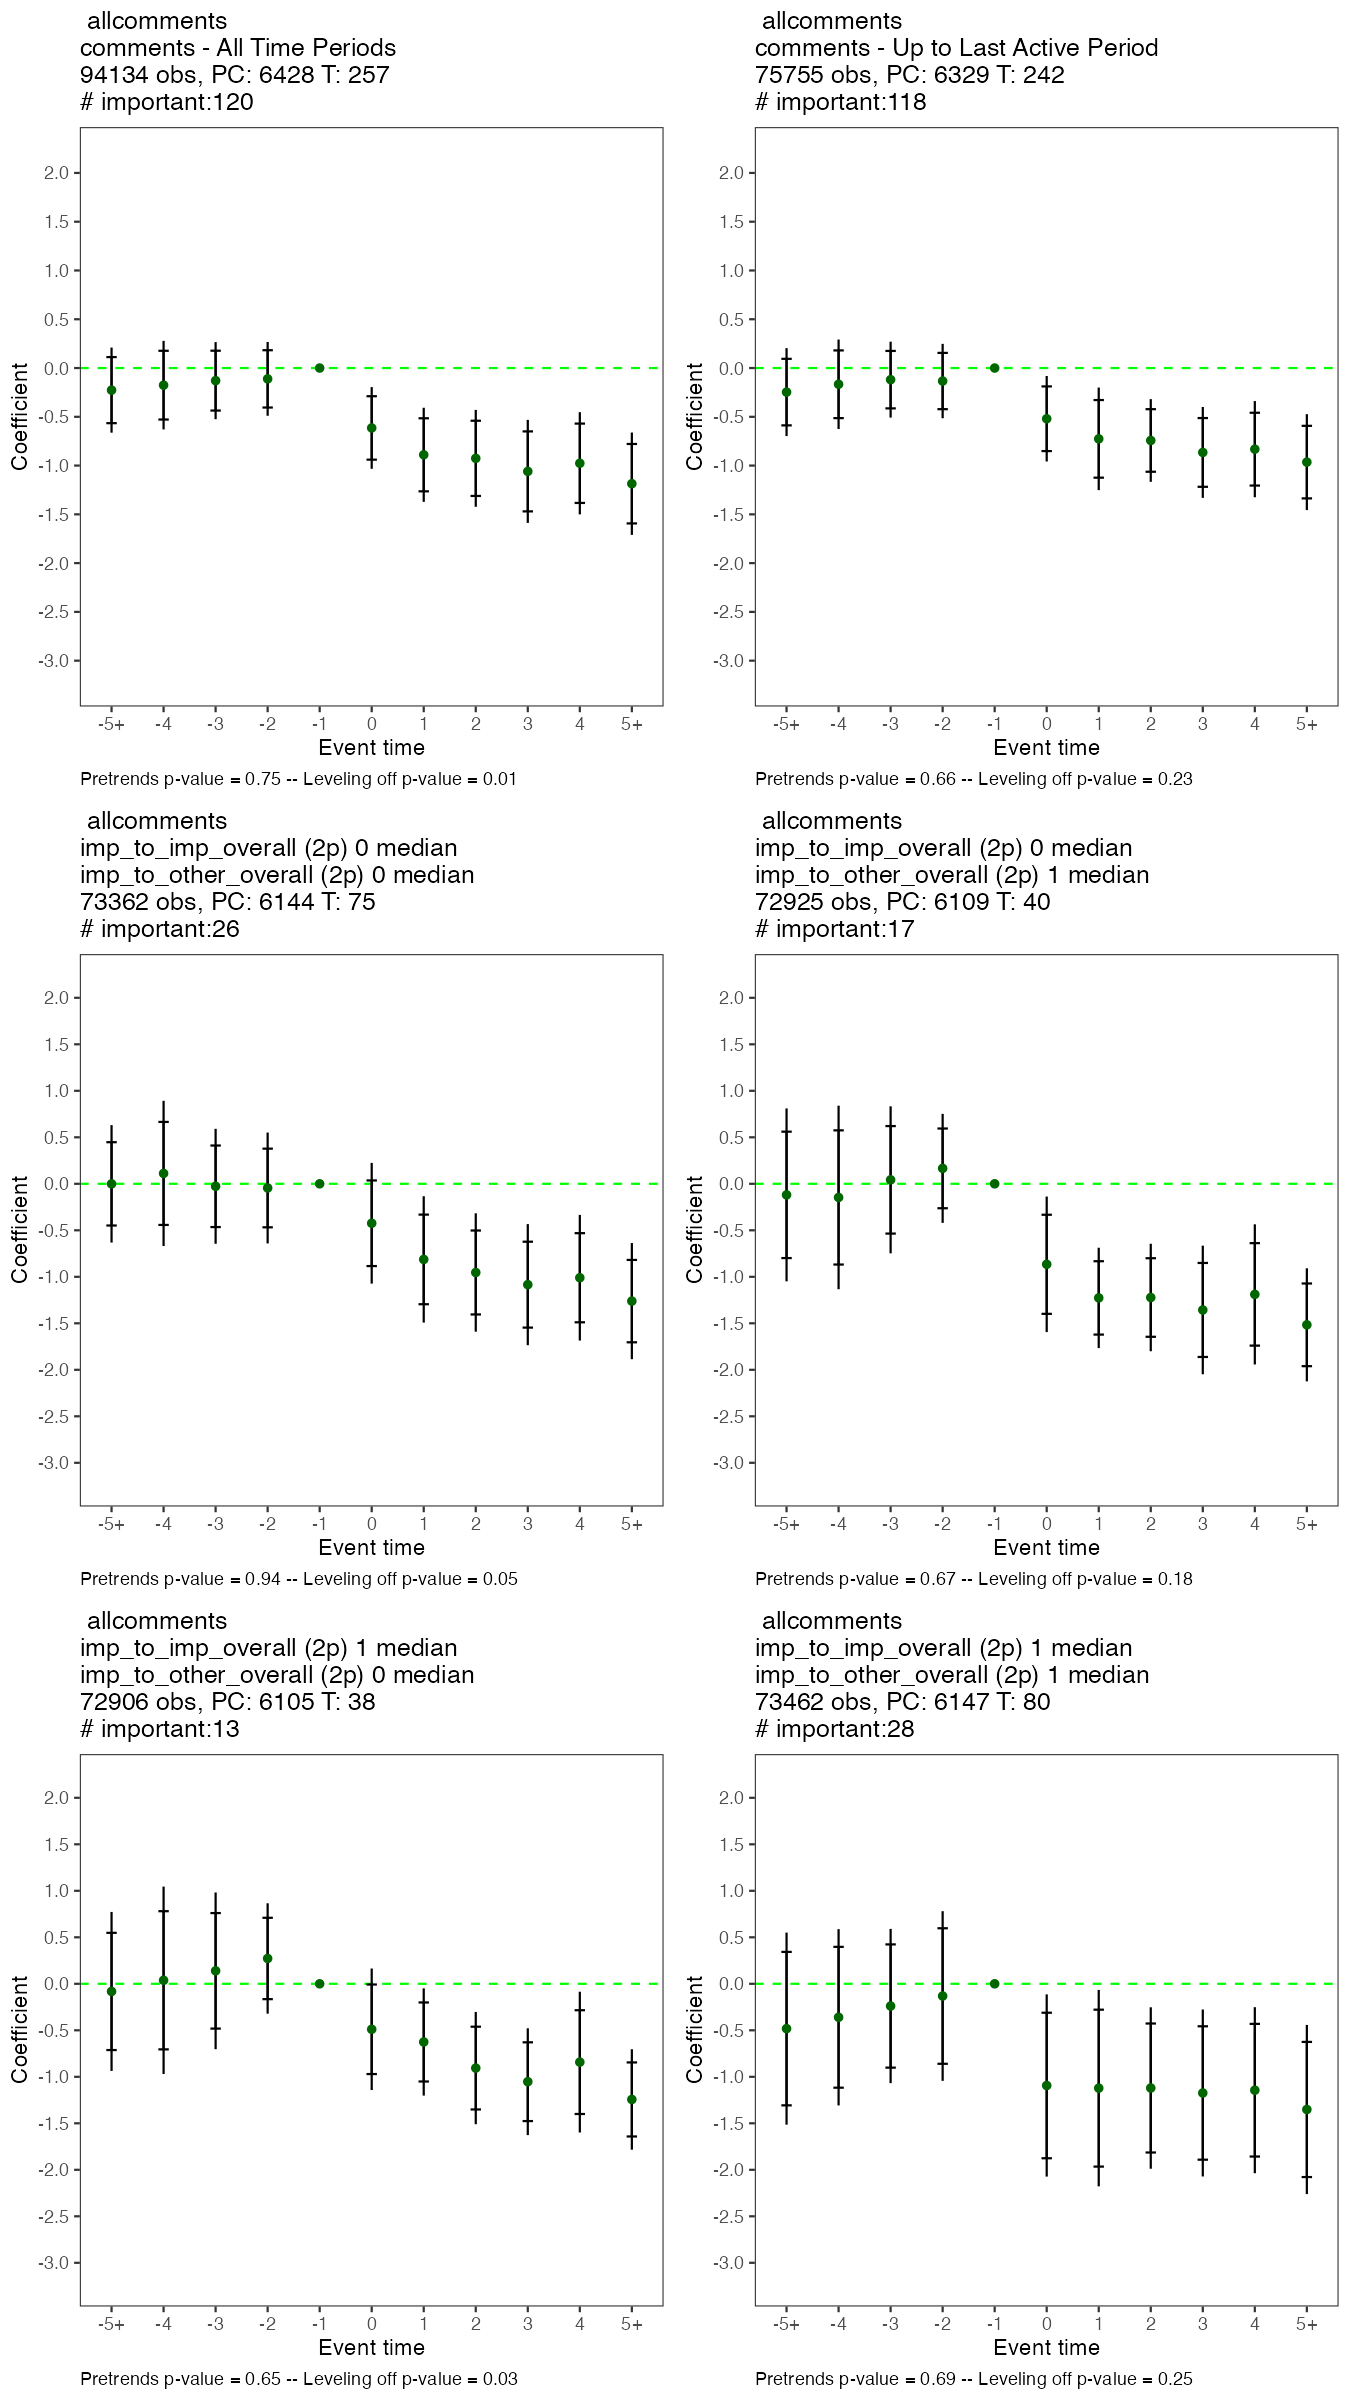 allcomments
comments - All Time Periods
94134 obs, PC: 6428 T: 257
# important:120
2.0
1.5
1.0
0.5
0.0
-0.5
-1.0
-1.5
-2.0
-2.5
-3.0
Coefficient
-5+ -4 -3 -2 -1 0 1 2 3 4 5+
Event time
Pretrends p-value = 0.75 -- Leveling off p-value = 0.01
allcomments
comments - Up to Last Active Period
75755 obs, PC: 6329 T: 242
# important:118
2.0
1.5
1.0
0.5
0.0
-0.5
-1.0
-1.5
-2.0
-2.5
-3.0
Coefficient
-5+ -4 -3 -2 -1 0 1 2 3 4 5+
Event time
Pretrends p-value = 0.66 -- Leveling off p-value = 0.23
allcomments
imp_to_imp_overall (2p) 0 median
imp_to_other_overall (2p) 0 median
73362 obs, PC: 6144 T: 75
# important:26
2.0
1.5
1.0
0.5
0.0
-0.5
-1.0
-1.5
-2.0
-2.5
-3.0
Coefficient
-5+ -4 -3 -2 -1 0 1 2 3 4 5+
Event time
Pretrends p-value = 0.94 -- Leveling off p-value = 0.05
allcomments
imp_to_imp_overall (2p) 0 median
imp_to_other_overall (2p) 1 median
72925 obs, PC: 6109 T: 40
# important:17
2.0
1.5
1.0
0.5
0.0
-0.5
-1.0
-1.5
-2.0
-2.5
-3.0
Coefficient
-5+ -4 -3 -2 -1 0 1 2 3 4 5+
Event time
Pretrends p-value = 0.67 -- Leveling off p-value = 0.18
allcomments
imp_to_imp_overall (2p) 1 median
imp_to_other_overall (2p) 0 median
72906 obs, PC: 6105 T: 38
# important:13
2.0
1.5
1.0
0.5
0.0
-0.5
-1.0
-1.5
-2.0
-2.5
-3.0
Coefficient
-5+ -4 -3 -2 -1 0 1 2 3 4 5+
Event time
Pretrends p-value = 0.65 -- Leveling off p-value = 0.03
allcomments
imp_to_imp_overall (2p) 1 median
imp_to_other_overall (2p) 1 median
73462 obs, PC: 6147 T: 80
# important:28
2.0
1.5
1.0
0.5
0.0
-0.5
-1.0
-1.5
-2.0
-2.5
-3.0
Coefficient
-5+ -4 -3 -2 -1 0 1 2 3 4 5+
Event time
Pretrends p-value = 0.69 -- Leveling off p-value = 0.25